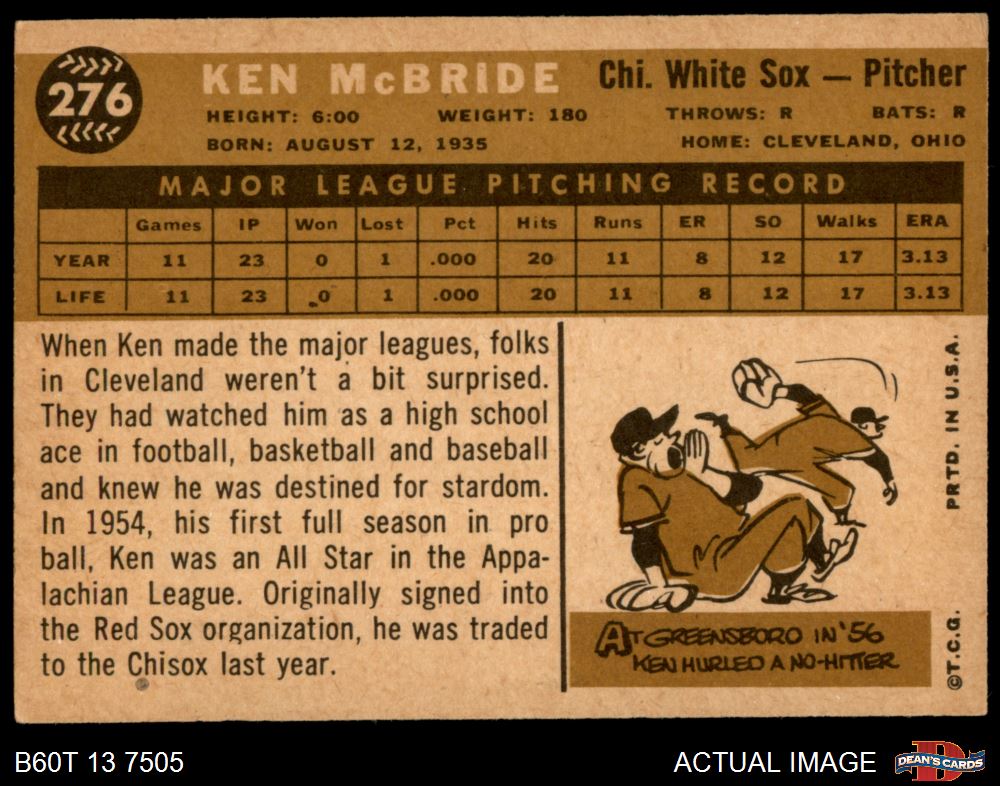 276
KEN McBRIDE
Chi. White Sox — Pitcher
HEIGHT: 6:00 WEIGHT: 180 THROWS: R BATS: R
BORN: AUGUST 12, 1935 HOME: CLEVELAND, OHIO
MAJOR LEAGUE PITCHING RECORD
Games IP Won Lost Pct Hits Runs ER SO Walks ERA
YEAR 11 23 0 1 .000 20 11 8 12 17 3.13
LIFE 11 23 0 1 .000 20 11 8 12 17 3.13
When Ken made the major leagues, folks
in Cleveland weren't a bit surprised.
They had watched him as a high school
ace in football, basketball and baseball
and knew he was destined for stardom.
In 1954, his first full season in pro
ball, Ken was an All Star in the Appa-
lachian League. Originally signed into
the Red Sox organization, he was traded
to the Chisox last year.
AT GREENSBORO IN '56
KEN HURLED A NO-HITTER
©T.C.G. PRTD. IN U.S.A.
B60T 13 7505
ACTUAL IMAGE
D
DEAN'S CARDS